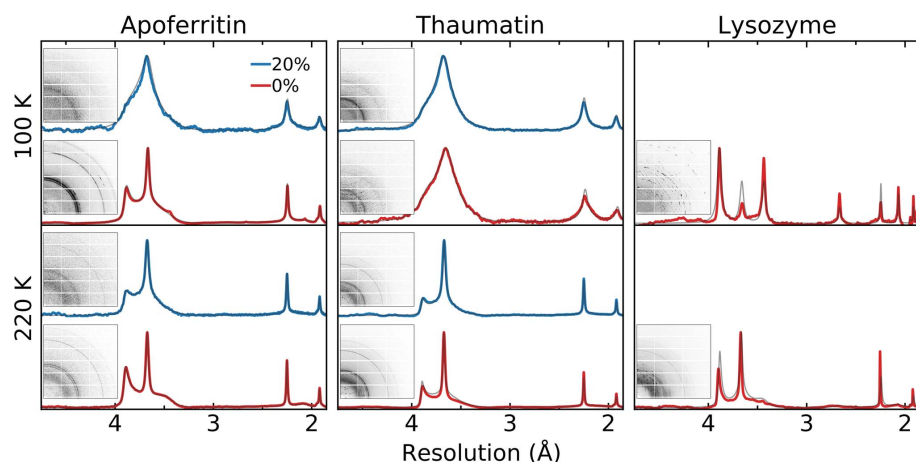 Apoferritin Thaumatin Lysozyme
100 K
20%
0%
220 K
4 3 2 4 3 2 4 3 2
Resolution (Å)